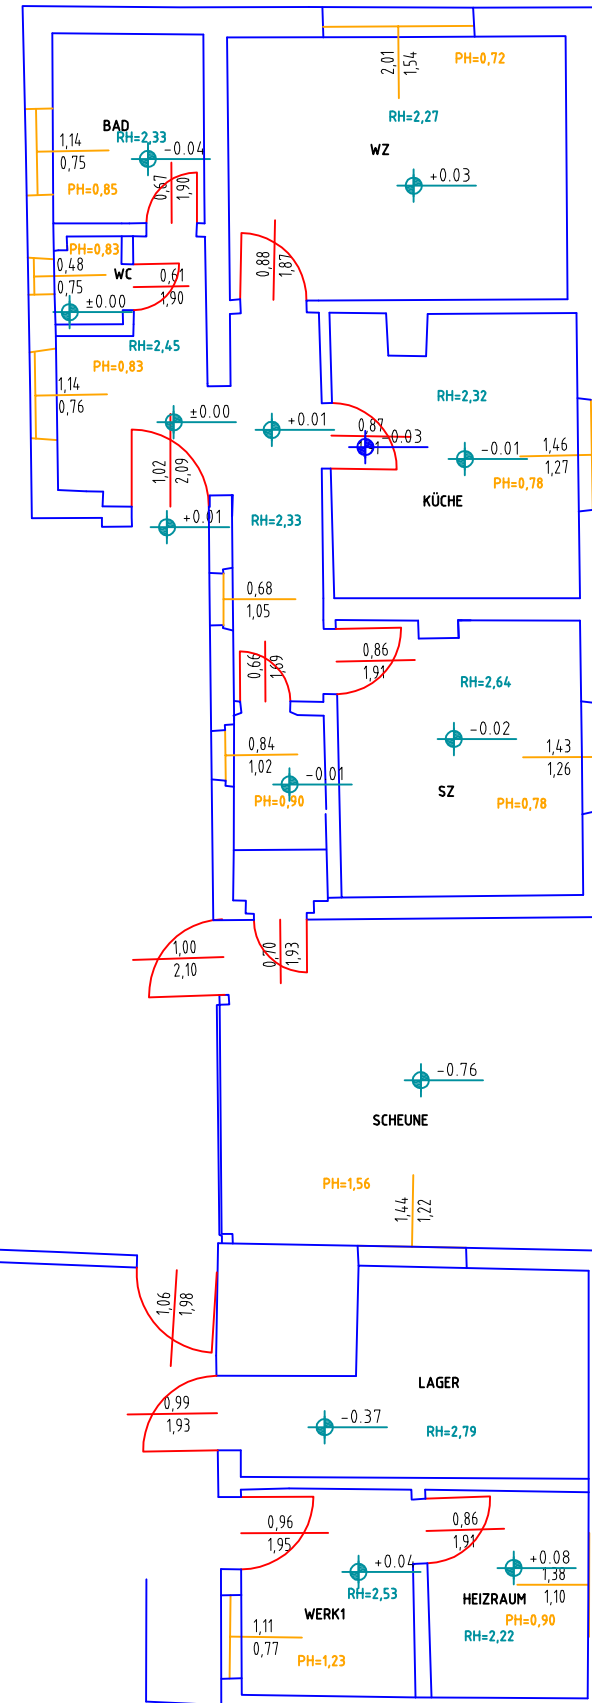 2,01
1,54
PH=0,72
BAD
RH=2,33
RH=2,27
1,14
0,75
-0.04
WZ
PH=0,85
0,67
1,90
+0.03
PH=0,83
0,48
0,75
WC
0,61
1,90
0,88
1,87
±0.00
RH=2,45
PH=0,83
1,14
0,76
RH=2,32
±0.00
+0.01
0,87
-0.03
1,02
2,09
-0.01
1,46
1,27
PH=0,78
KÜCHE
+0.01
RH=2,33
0,68
1,05
0,66
1,69
0,86
1,91
RH=2,64
-0.02
0,84
1,02
1,43
1,26
-0.01
SZ
PH=0,90
PH=0,78
1,00
2,10
0,70
1,93
-0.76
SCHEUNE
PH=1,56
1,44
1,22
1,06
1,98
LAGER
0,99
1,93
-0.37
RH=2,79
0,96
1,95
0,86
1,91
+0.04
+0.08
1,38
1,10
RH=2,53
HEIZRAUM
WERK1
PH=0,90
1,11
0,77
RH=2,22
PH=1,23